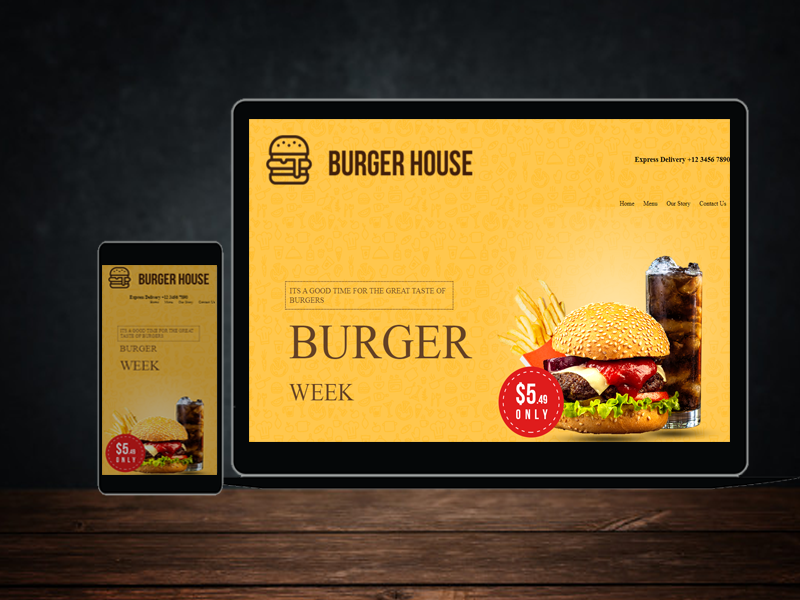 BURGER HOUSE
Express Delivery +12 3456 7890
Home Menu Our Story Contact Us
ITS A GOOD TIME FOR THE GREAT TASTE OF
BURGERS
BURGER
WEEK
$5.49
ONLY
BURGER HOUSE
Express Delivery +12 3456 7890
Home Menu Our Story Contact Us
ITS A GOOD TIME FOR THE GREAT
TASTE OF BURGERS
BURGER
WEEK
$5.49
ONLY